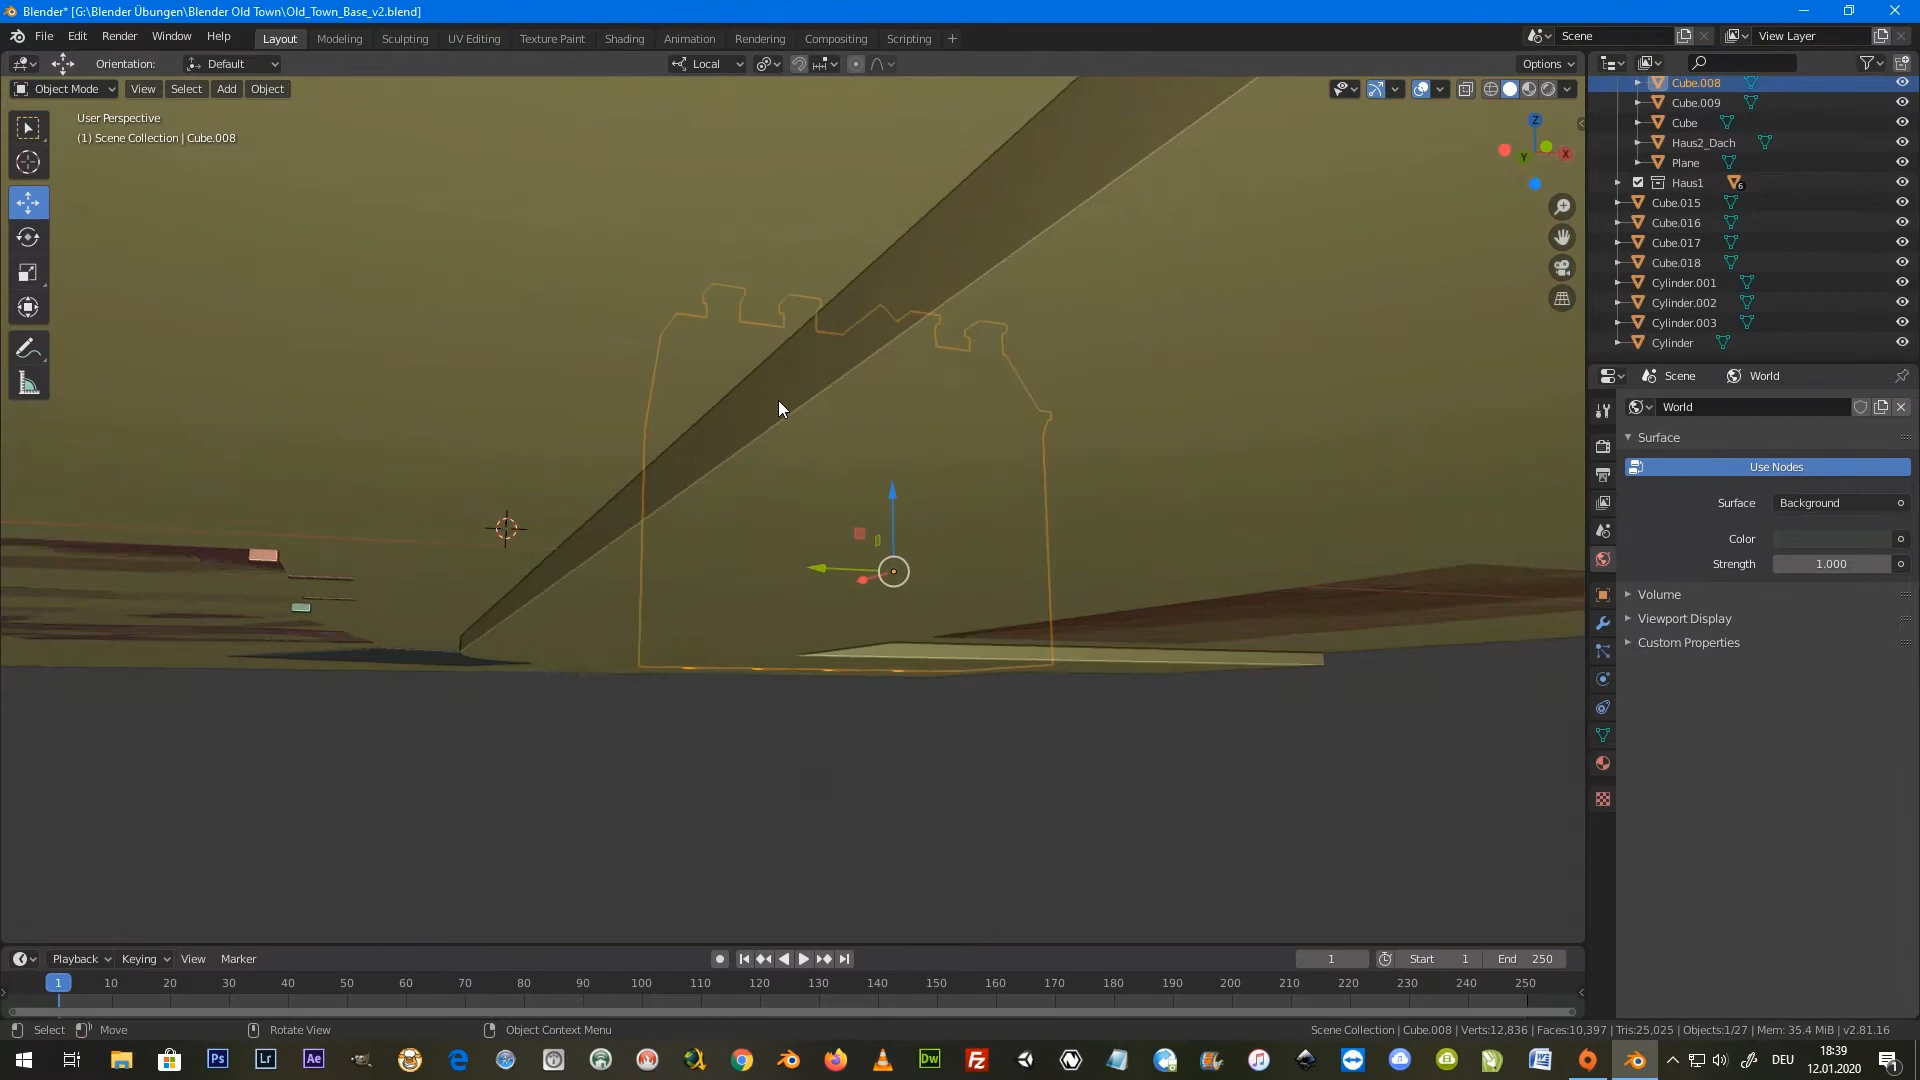 Blender* [G:\Blender Übungen\Blender Old Town\Old_Town_Base_v2.blend]
File Edit Render Window Help Layout Modeling Sculpting UV Editing Texture Paint Shading Animation Rendering Compositing Scripting + Scene View Layer
Orientation: Default Local Options
Object Mode View Select Add Object
User Perspective
(1) Scene Collection | Cube.008
Z
Y X
Cube.008
Cube.009
Cube
Haus2_Dach
Plane
Haus1 6
Cube.015
Cube.016
Cube.017
Cube.018
Cylinder.001
Cylinder.002
Cylinder.003
Cylinder
Scene World
World
Surface
Use Nodes
Surface Background
Color
Strength 1.000
Volume
Viewport Display
Custom Properties
Playback Keying View Marker 1 Start 1 End 250
1 10 20 30 40 50 60 70 80 90 100 110 120 130 140 150 160 170 180 190 200 210 220 230 240 250
Select Move Rotate View Object Context Menu Scene Collection | Cube.008 | Verts:12,836 | Faces:10,397 | Tris:25,025 | Objects:1/27 | Mem: 35.4 MiB | v2.81.16
Ps Lr Ae Dw Fz DEU 18:39
12.01.2020 1